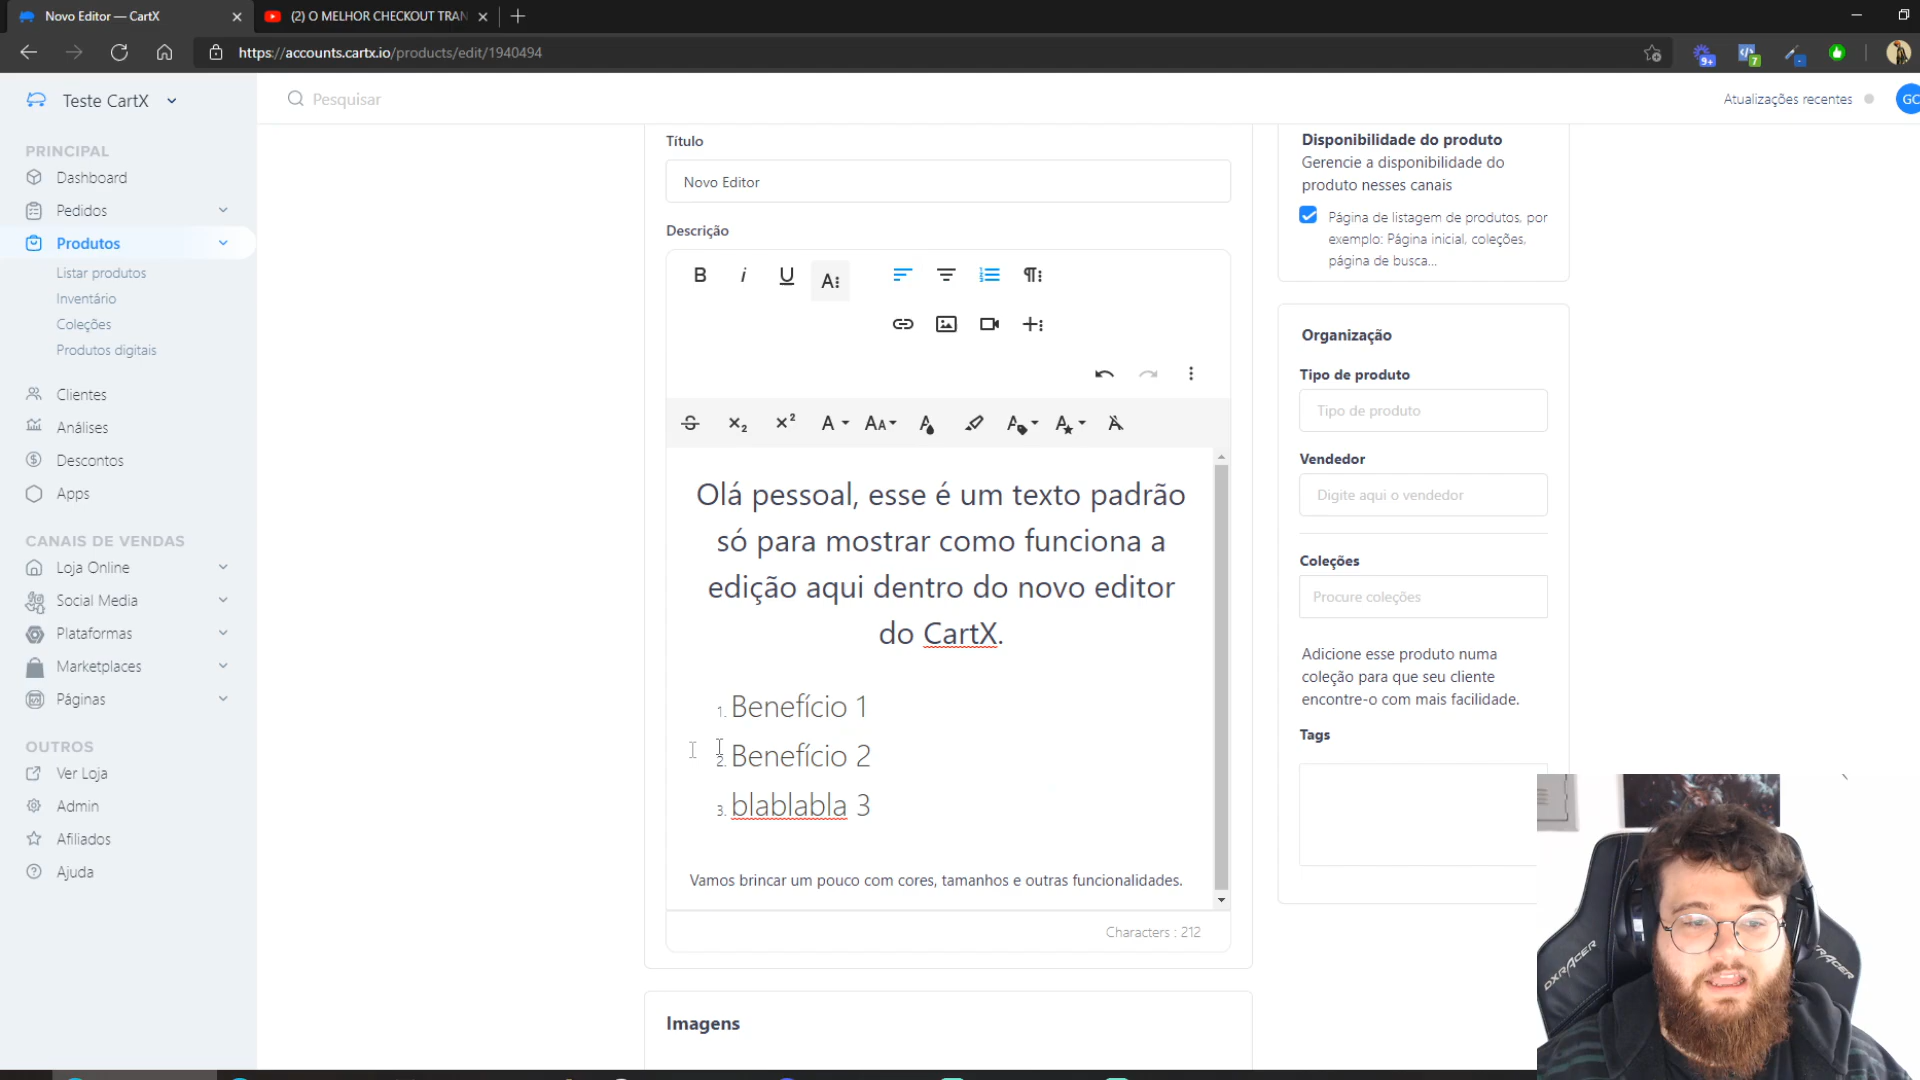 Novo Editor — CartX
(2) O MELHOR CHECKOUT TRAN
https://accounts.cartx.io/products/edit/1940494
9+
7
Teste CartX
Pesquisar
Atualizações recentes
GC
PRINCIPAL
Dashboard
Pedidos
Produtos
Listar produtos
Inventário
Coleções
Produtos digitais
Clientes
Análises
Descontos
Apps
CANAIS DE VENDAS
Loja Online
Social Media
Plataformas
Marketplaces
Páginas
OUTROS
Ver Loja
Admin
Afiliados
Ajuda
Título
Novo Editor
Descrição
Olá pessoal, esse é um texto padrão
só para mostrar como funciona a
edição aqui dentro do novo editor
do CartX.
1. Benefício 1
2. Benefício 2
3. blablabla 3
Vamos brincar um pouco com cores, tamanhos e outras funcionalidades.
Characters : 212
Imagens
Disponibilidade do produto
Gerencie a disponibilidade do
produto nesses canais
Página de listagem de produtos, por
exemplo: Página inicial, coleções,
página de busca...
Organização
Tipo de produto
Tipo de produto
Vendedor
Digite aqui o vendedor
Coleções
Procure coleções
Adicione esse produto numa
coleção para que seu cliente
encontre-o com mais facilidade.
Tags
DXRACER